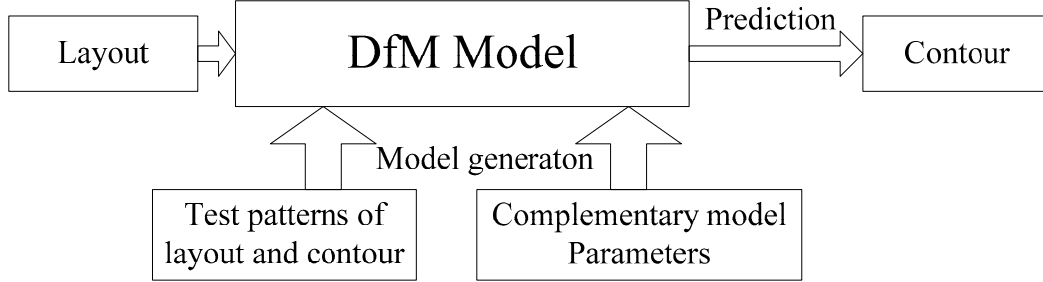 Prediction
Layout
DfM Model
Contour
Model generaton
Test patterns of
layout and contour
Complementary model
Parameters